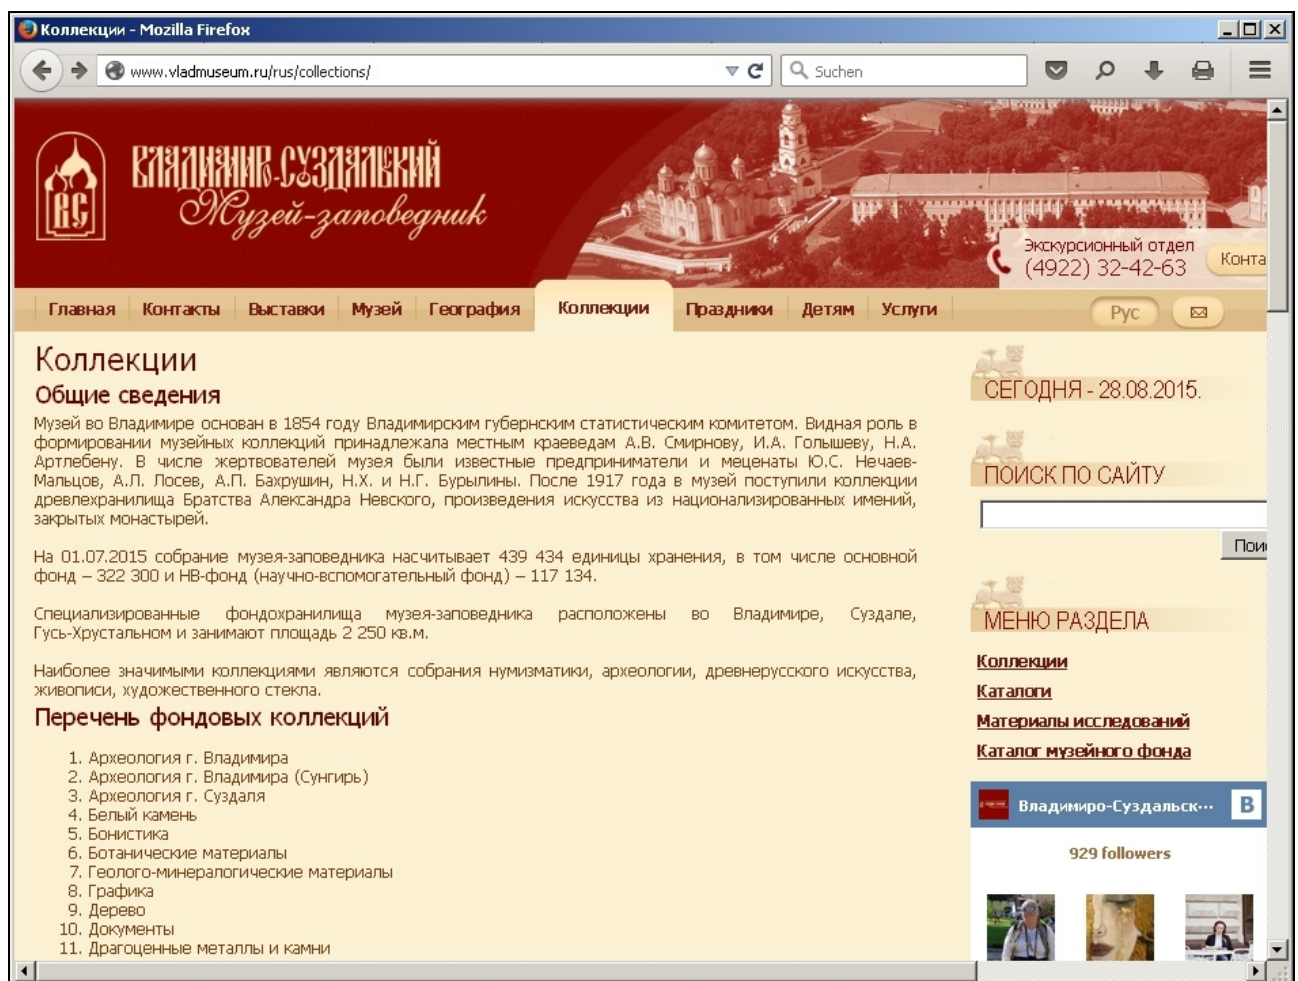 Коллекции - Mozilla Firefox
www.vladmuseum.ru/rus/collections/
Suchen
ВЛАДИМИРО-СУЗДАЛЬСКИЙ
Музей-заповедник
Экскурсионный отдел
(4922) 32-42-63
Конта
Главная Контакты Выставки Музей География Коллекции Праздники Детям Услуги
Рус
Коллекции
Общие сведения
Музей во Владимире основан в 1854 году Владимирским губернским статистическим комитетом. Видная роль в
формировании музейных коллекций принадлежала местным краеведам А.В. Смирнову, И.А. Голышеву, Н.А.
Артлебену. В числе жертвователей музея были известные предприниматели и меценаты Ю.С. Нечаев-
Мальцов, А.Л. Лосев, А.П. Бахрушин, Н.Х. и Н.Г. Бурылины. После 1917 года в музей поступили коллекции
древлехранилища Братства Александра Невского, произведения искусства из национализированных имений,
закрытых монастырей.
На 01.07.2015 собрание музея-заповедника насчитывает 439 434 единицы хранения, в том числе основной
фонд – 322 300 и НВ-фонд (научно-вспомогательный фонд) – 117 134.
Специализированные фондохранилища музея-заповедника расположены во Владимире, Суздале,
Гусь-Хрустальном и занимают площадь 2 250 кв.м.
Наиболее значимыми коллекциями являются собрания нумизматики, археологии, древнерусского искусства,
живописи, художественного стекла.
Перечень фондовых коллекций
1. Археология г. Владимира
2. Археология г. Владимира (Сунгирь)
3. Археология г. Суздаля
4. Белый камень
5. Бонистика
6. Ботанические материалы
7. Геолого-минералогические материалы
8. Графика
9. Дерево
10. Документы
11. Драгоценные металлы и камни
СЕГОДНЯ - 28.08.2015.
ПОИСК ПО САЙТУ
Пои
МЕНЮ РАЗДЕЛА
Коллекции
Каталоги
Материалы исследований
Каталог музейного фонда
Владимиро-Суздальск···
B
929 followers